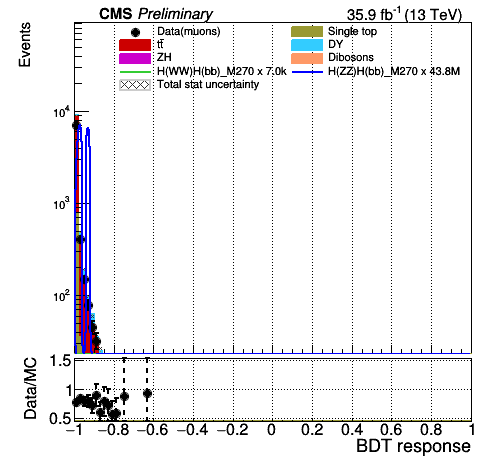 CMS Preliminary 35.9 fb⁻¹ (13 TeV)
Data(muons) Single top
tt̄ DY
ZH Dibosons
H(WW)H(bb)_M270 x 7.0k H(ZZ)H(bb)_M270 x 43.8M
Total stat uncertainty
Events
10⁴
10³
10²
Data/MC
1.5
1
0.5
−1 −0.8 −0.6 −0.4 −0.2 0 0.2 0.4 0.6 0.8 1
BDT response